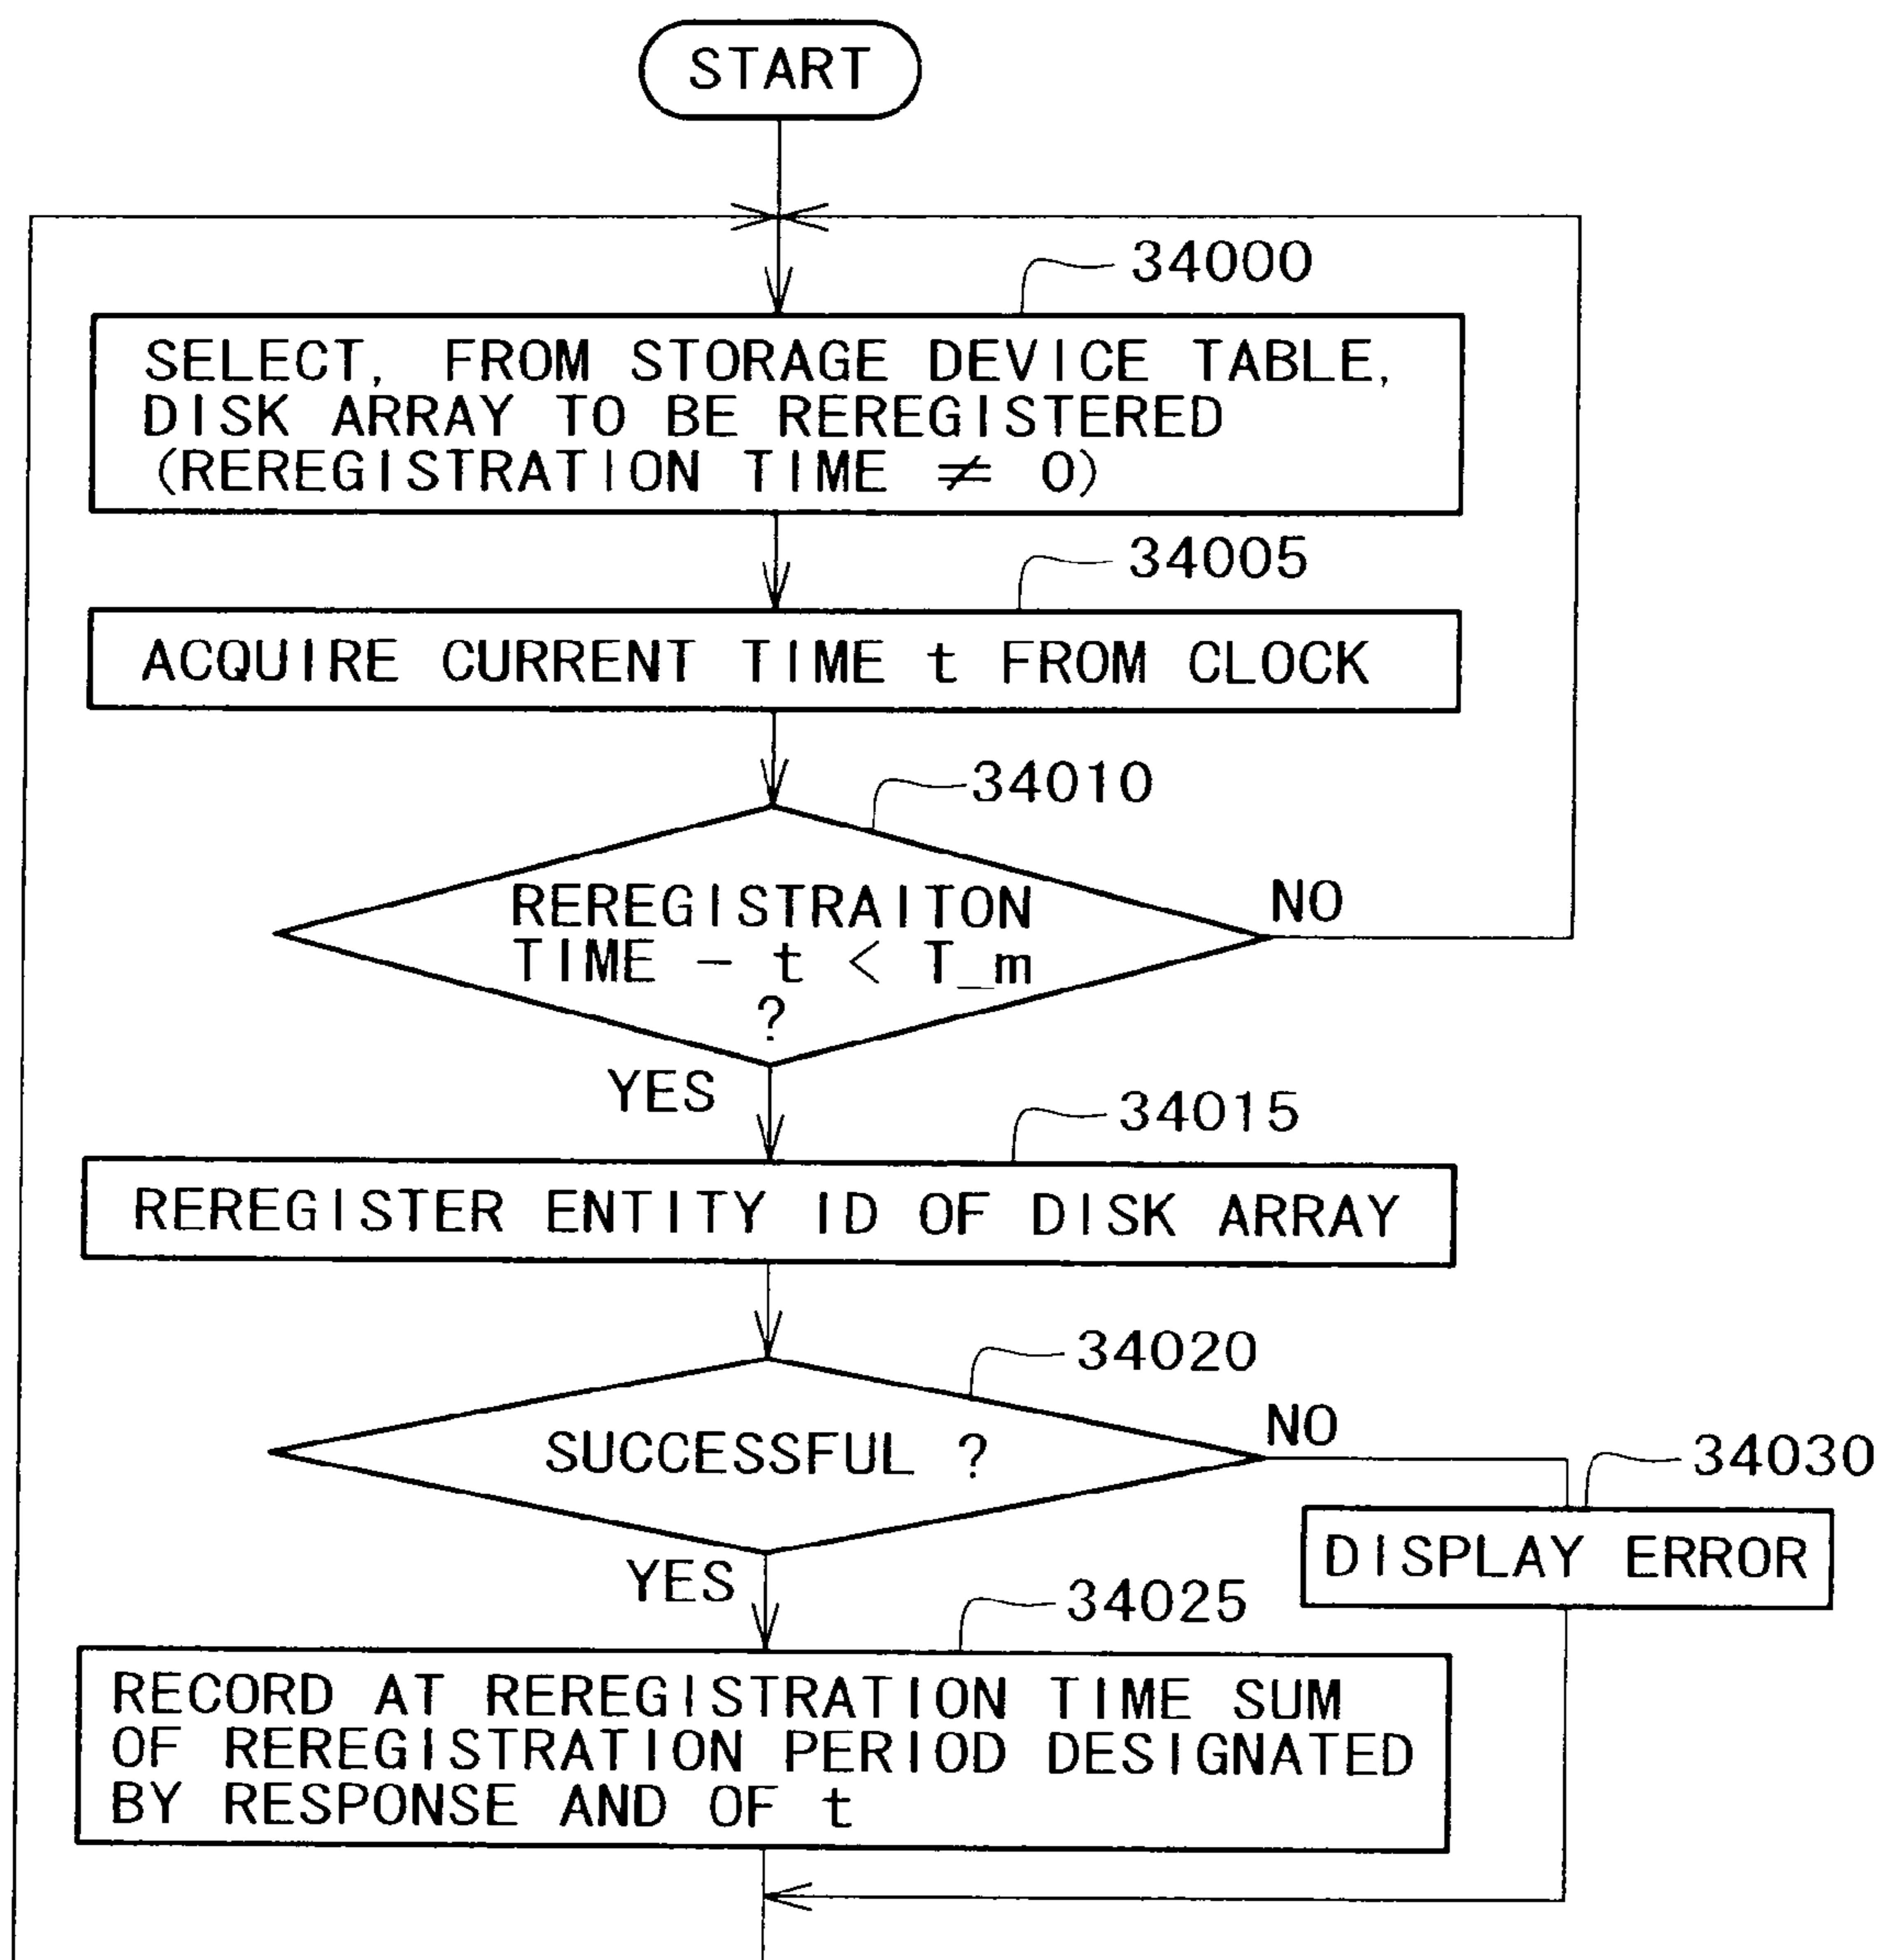 START
34000
SELECT, FROM STORAGE DEVICE TABLE,
DISK ARRAY TO BE REREGISTERED
(REREGISTRATION TIME ≠ 0)
34005
ACQUIRE CURRENT TIME t FROM CLOCK
34010
REREGISTRAITON
TIME - t < T_m
?
NO
YES
34015
REREGISTER ENTITY ID OF DISK ARRAY
34020
SUCCESSFUL ?
NO
34030
DISPLAY ERROR
YES
34025
RECORD AT REREGISTRATION TIME SUM
OF REREGISTRATION PERIOD DESIGNATED
BY RESPONSE AND OF t